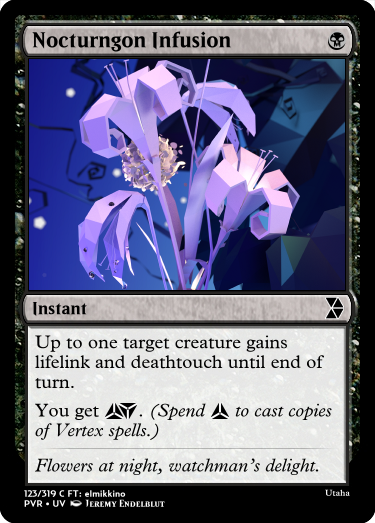 Nocturngon Infusion
Instant
Up to one target creature gains
lifelink and deathtouch until end of
turn.
You get . (Spend  to cast copies
of Vertex spells.)
Flowers at night, watchman's delight.
123/319 C FT: elmikkino
Utaha
PVR • UV Jeremy Endelblut